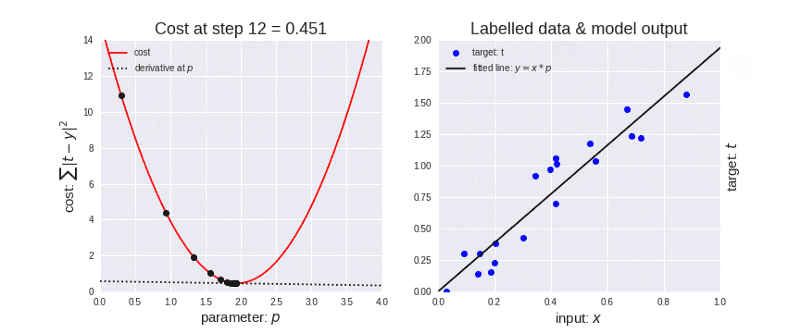 Cost at step 12 = 0.451
cost
derivative at p
14
12
10
8
6
4
2
0
0.0 0.5 1.0 1.5 2.0 2.5 3.0 3.5 4.0
cost: ∑|t − y|²
parameter: p
Labelled data & model output
target: t
fitted line: y = x * p
2.00
1.75
1.50
1.25
1.00
0.75
0.50
0.25
0.00
0.0 0.2 0.4 0.6 0.8 1.0
input: x
target: t